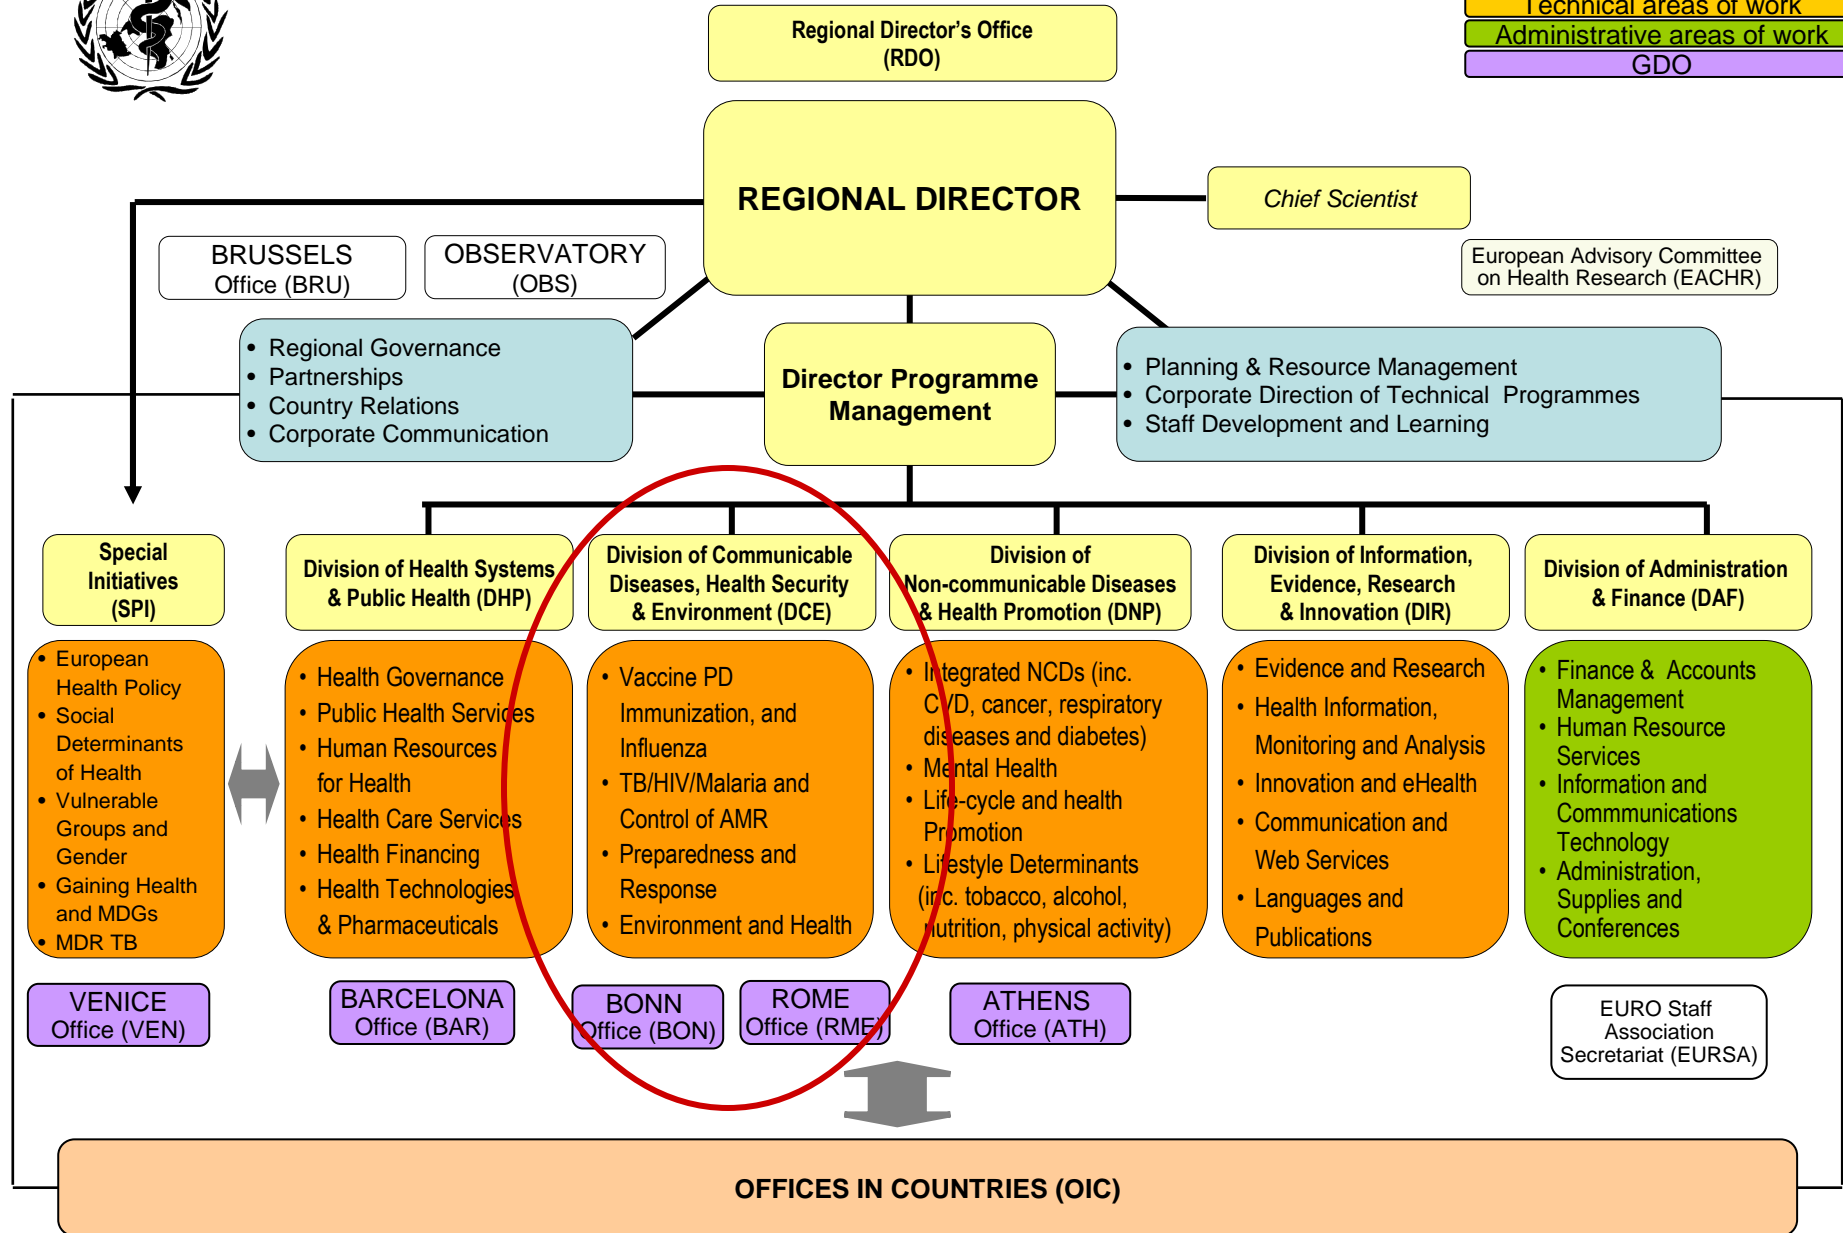 Regional Director's Office
(RDO)
Technical areas of work
Administrative areas of work
GDO
REGIONAL DIRECTOR
Chief Scientist
BRUSSELS
Office (BRU)
OBSERVATORY
(OBS)
European Advisory Committee
on Health Research (EACHR)
• Regional Governance
• Partnerships
• Country Relations
• Corporate Communication
Director Programme
Management
• Planning & Resource Management
• Corporate Direction of Technical Programmes
• Staff Development and Learning
Special
Initiatives
(SPI)
Division of Health Systems
& Public Health (DHP)
Division of Communicable
Diseases, Health Security
& Environment (DCE)
Division of
Non-communicable Diseases
& Health Promotion (DNP)
Division of Information,
Evidence, Research
& Innovation (DIR)
Division of Administration
& Finance (DAF)
• European
Health Policy
• Social
Determinants
of Health
• Vulnerable
Groups and
Gender
• Gaining Health
and MDGs
• MDR TB
• Health Governance
• Public Health Services
• Human Resources
for Health
• Health Care Services
• Health Financing
• Health Technologies
& Pharmaceuticals
• Vaccine PD
Immunization, and
Influenza
• TB/HIV/Malaria and
Control of AMR
• Preparedness and
Response
• Environment and Health
• Integrated NCDs (inc.
CVD, cancer, respiratory
diseases and diabetes)
• Mental Health
• Life-cycle and health
Promotion
• Lifestyle Determinants
(inc. tobacco, alcohol,
nutrition, physical activity)
• Evidence and Research
• Health Information,
Monitoring and Analysis
• Innovation and eHealth
• Communication and
Web Services
• Languages and
Publications
• Finance & Accounts
Management
• Human Resource
Services
• Information and
Commmunications
Technology
• Administration,
Supplies and
Conferences
VENICE
Office (VEN)
BARCELONA
Office (BAR)
BONN
Office (BON)
ROME
Office (RME)
ATHENS
Office (ATH)
EURO Staff
Association
Secretariat (EURSA)
OFFICES IN COUNTRIES (OIC)